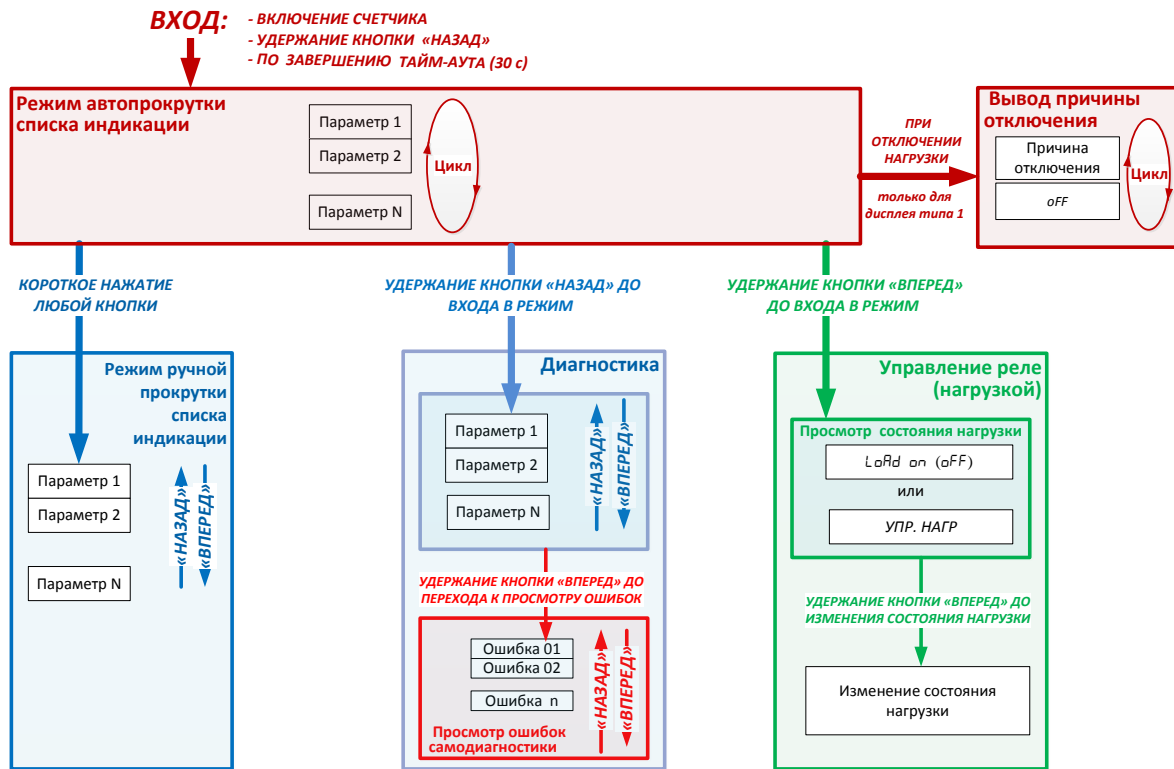 ВХОД:
- ВКЛЮЧЕНИЕ СЧЕТЧИКА
- УДЕРЖАНИЕ КНОПКИ «НАЗАД»
- ПО ЗАВЕРШЕНИЮ ТАЙМ-АУТА (30 с)
Режим автопрокрутки
списка индикации
Параметр 1
Параметр 2
Параметр N
Цикл
ПРИ
ОТКЛЮЧЕНИИ
НАГРУЗКИ
только для
дисплея типа 1
Вывод причины
отключения
Причина
отключения
oFF
Цикл
КОРОТКОЕ НАЖАТИЕ
ЛЮБОЙ КНОПКИ
УДЕРЖАНИЕ КНОПКИ «НАЗАД» ДО
ВХОДА В РЕЖИМ
УДЕРЖАНИЕ КНОПКИ «ВПЕРЕД»
ДО ВХОДА В РЕЖИМ
Режим ручной
прокрутки
списка
индикации
Параметр 1
Параметр 2
Параметр N
«НАЗАД»
«ВПЕРЕД»
Диагностика
Параметр 1
Параметр 2
Параметр N
«НАЗАД»
«ВПЕРЕД»
УДЕРЖАНИЕ КНОПКИ «ВПЕРЕД» ДО
ПЕРЕХОДА К ПРОСМОТРУ ОШИБОК
Ошибка 01
Ошибка 02
Ошибка n
«НАЗАД»
«ВПЕРЕД»
Просмотр ошибок
самодиагностики
Управление реле
(нагрузкой)
Просмотр состояния нагрузки
LoAd on (oFF)
или
УПР. НАГР
УДЕРЖАНИЕ КНОПКИ «ВПЕРЕД» ДО
ИЗМЕНЕНИЯ СОСТОЯНИЯ НАГРУЗКИ
Изменение состояния
нагрузки